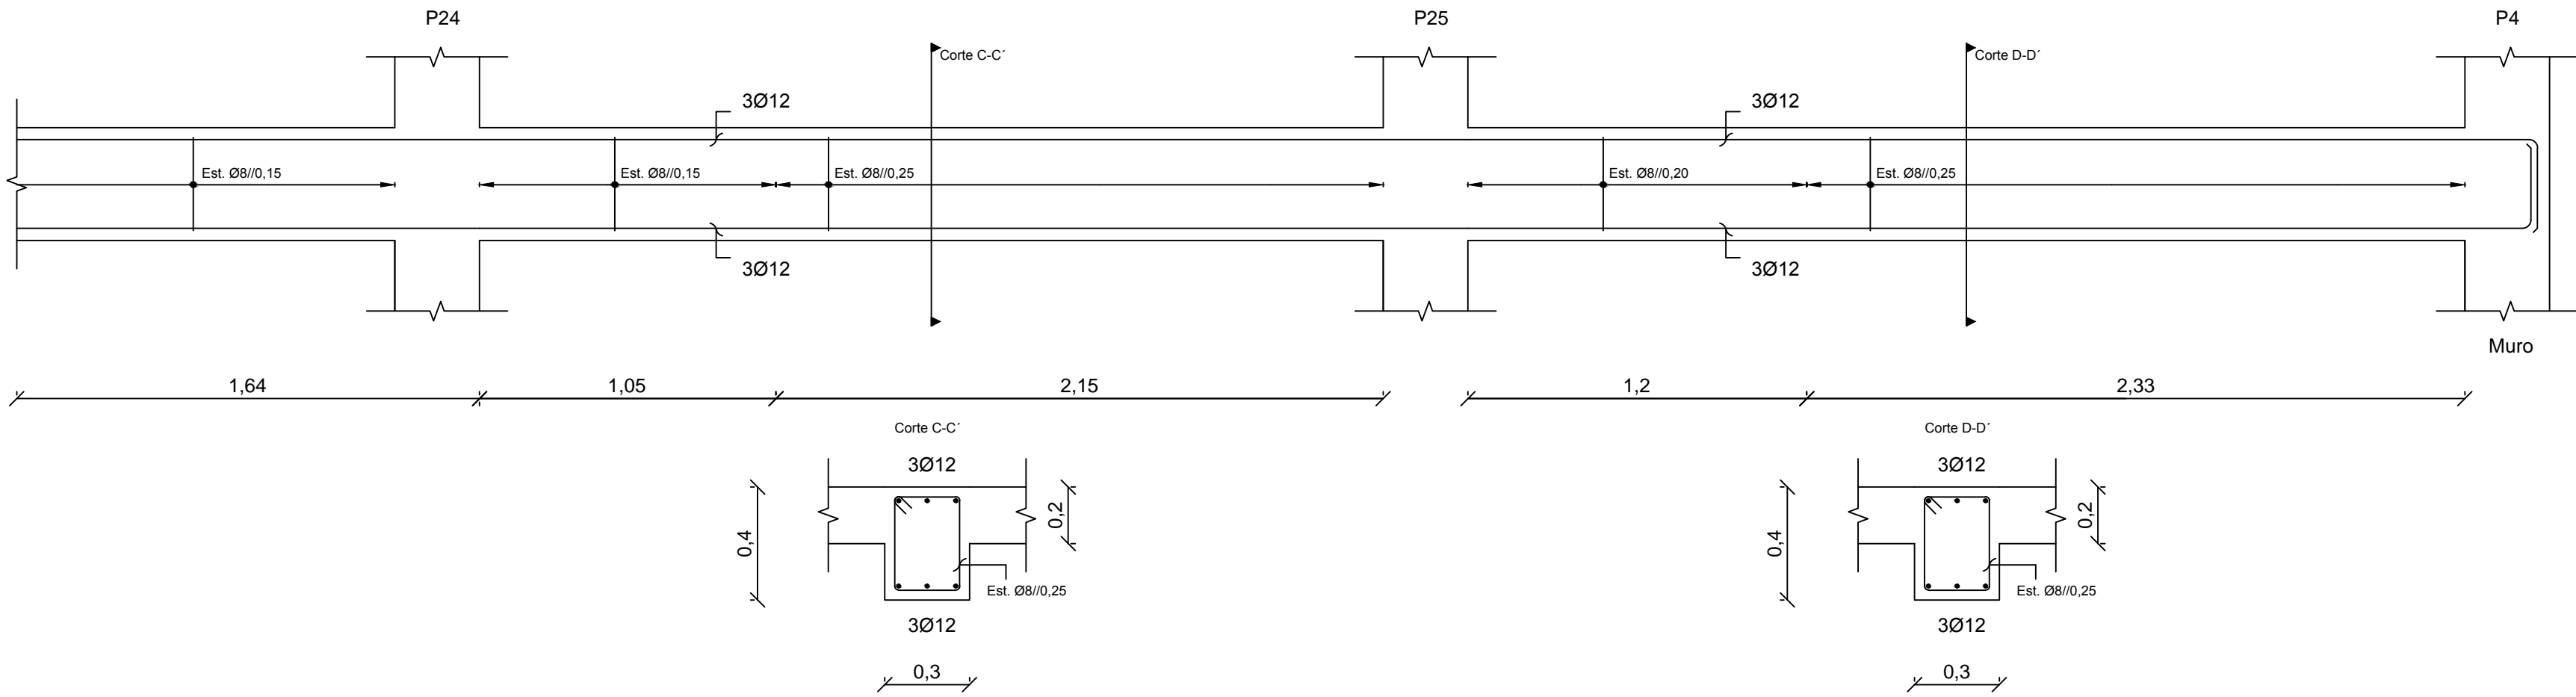 P24
P25
P4
Corte C-C´
Corte D-D´
3Ø12
3Ø12
Est. Ø8//0,15
Est. Ø8//0,15
Est. Ø8//0,25
Est. Ø8//0,20
Est. Ø8//0,25
3Ø12
3Ø12
Muro
1,64
1,05
2,15
1,2
2,33
Corte C-C´
3Ø12
0,4
0,2
Est. Ø8//0,25
3Ø12
0,3
Corte D-D´
3Ø12
0,4
0,2
Est. Ø8//0,25
3Ø12
0,3